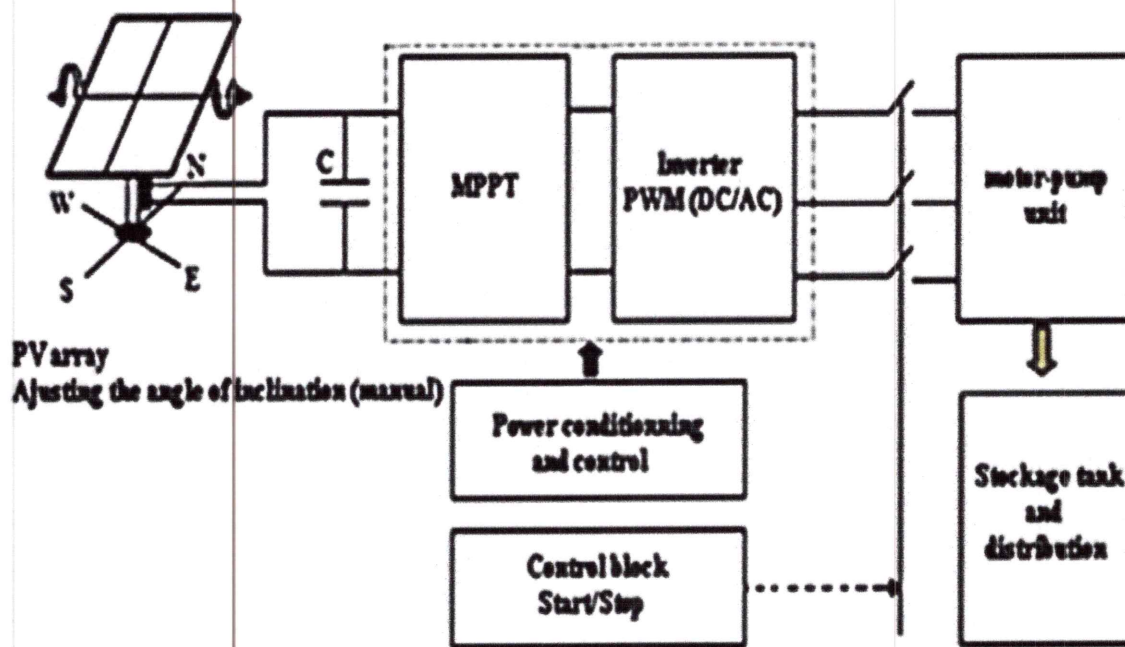 N
W
S
E
PV array
Ajusting the angle of inclination (manual)
C
MPPT
Inverter
PWM (DC/AC)
moter-pump
unit
Power conditionning
and control
Control block
Start/Stop
Stockage tank
and
distribution